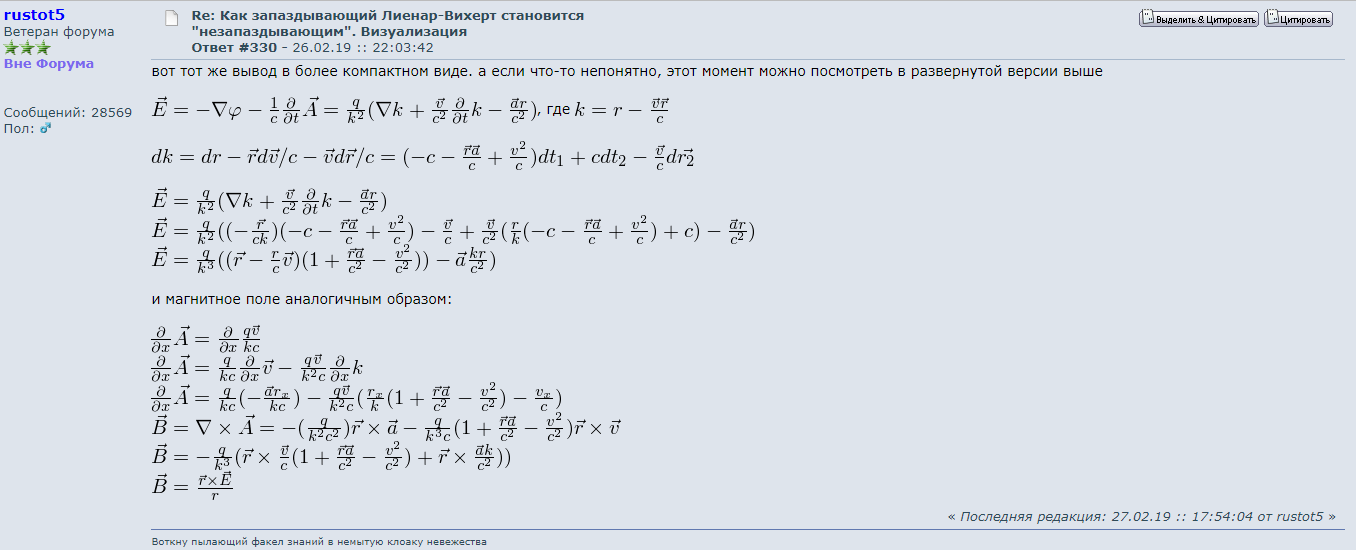 rustot5
Ветеран форума
Вне Форума
Сообщений: 28569
Пол:
Re: Как запаздывающий Лиенар-Вихерт становится
"незапаздывающим". Визуализация
Ответ #330 - 26.02.19 :: 22:03:42
Выделить & Цитировать
Цитировать
вот тот же вывод в более компактном виде. а если что-то непонятно, этот момент можно посмотреть в развернутой версии выше
$\vec{E} = -\nabla\varphi - \frac{1}{c}\frac{\partial}{\partial t}\vec{A} = \frac{q}{k^2}(\nabla k + \frac{\vec{v}}{c^2}\frac{\partial}{\partial t}k - \frac{\vec{a}r}{c^2})$, где $k = r - \frac{\vec{v}\vec{r}}{c}$
$dk = dr - \vec{r}d\vec{v}/c - \vec{v}d\vec{r}/c = (-c - \frac{\vec{r}\vec{a}}{c} + \frac{v^2}{c})dt_1 + cdt_2 - \frac{\vec{v}}{c}d\vec{r_2}$
$\vec{E} = \frac{q}{k^2}(\nabla k + \frac{\vec{v}}{c^2}\frac{\partial}{\partial t}k - \frac{\vec{a}r}{c^2})$
$\vec{E} = \frac{q}{k^2}((-\frac{\vec{r}}{ck})(-c - \frac{\vec{r}\vec{a}}{c} + \frac{v^2}{c}) - \frac{\vec{v}}{c} + \frac{\vec{v}}{c^2}(\frac{r}{k}(-c - \frac{\vec{r}\vec{a}}{c} + \frac{v^2}{c}) + c) - \frac{\vec{a}r}{c^2})$
$\vec{E} = \frac{q}{k^3}((\vec{r} - \frac{r}{c}\vec{v})(1 + \frac{\vec{r}\vec{a}}{c^2} - \frac{v^2}{c^2})) - \vec{a}\frac{kr}{c^2})$
и магнитное поле аналогичным образом:
$\frac{\partial}{\partial x}\vec{A} = \frac{\partial}{\partial x}\frac{q\vec{v}}{kc}$
$\frac{\partial}{\partial x}\vec{A} = \frac{q}{kc}\frac{\partial}{\partial x}\vec{v} - \frac{q\vec{v}}{k^2c}\frac{\partial}{\partial x}k$
$\frac{\partial}{\partial x}\vec{A} = \frac{q}{kc}(-\frac{\vec{a}r_x}{kc}) - \frac{q\vec{v}}{k^2c}(\frac{r_x}{k}(1 + \frac{\vec{r}\vec{a}}{c^2} - \frac{v^2}{c^2}) - \frac{v_x}{c})$
$\vec{B} = \nabla \times \vec{A} = -(\frac{q}{k^2c^2})\vec{r} \times \vec{a} - \frac{q}{k^3c}(1 + \frac{\vec{r}\vec{a}}{c^2} - \frac{v^2}{c^2})\vec{r} \times \vec{v}$
$\vec{B} = -\frac{q}{k^3}(\vec{r} \times \frac{\vec{v}}{c}(1 + \frac{\vec{r}\vec{a}}{c^2} - \frac{v^2}{c^2}) + \vec{r} \times \frac{\vec{a}k}{c^2}))$
$\vec{B} = \frac{\vec{r} \times \vec{E}}{r}$
« Последняя редакция: 27.02.19 :: 17:54:04 от rustot5 »
Воткну пылающий факел знаний в немытую клоаку невежества